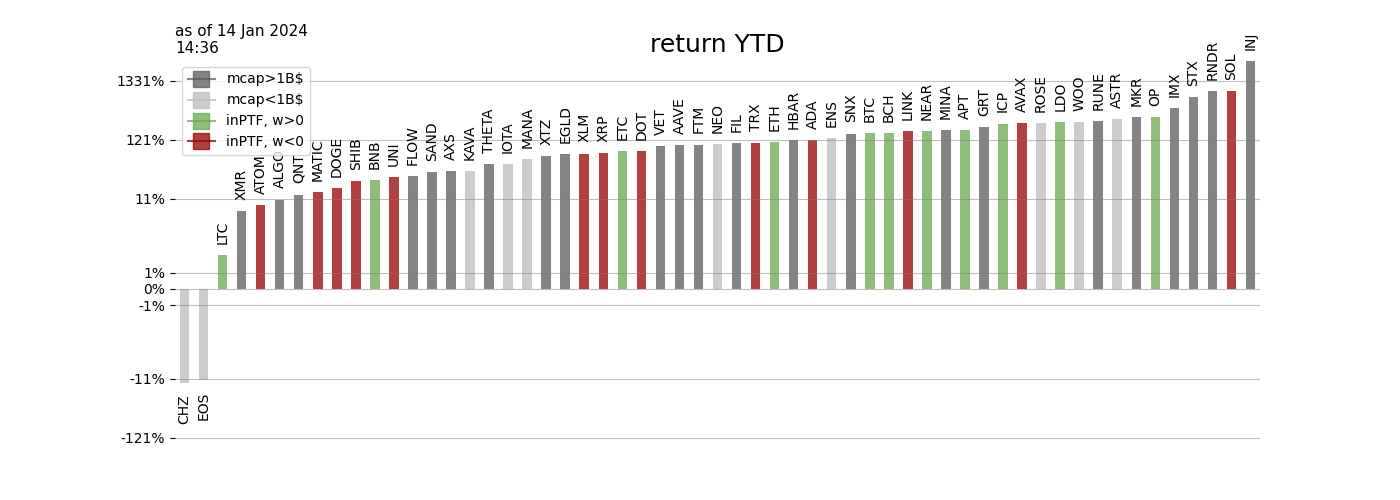 as of 14 Jan 2024
14:36
return YTD
mcap>1B$
mcap<1B$
inPTF, w>0
inPTF, w<0
1331%
121%
11%
1%
0%
-1%
-11%
-121%
CHZ
EOS
LTC
XMR
ATOM
ALGO
QNT
MATIC
DOGE
SHIB
BNB
UNI
FLOW
SAND
AXS
KAVA
THETA
IOTA
MANA
XTZ
EGLD
XLM
XRP
ETC
DOT
VET
AAVE
FTM
NEO
FIL
TRX
ETH
HBAR
ADA
ENS
SNX
BTC
BCH
LINK
NEAR
MINA
APT
GRT
ICP
AVAX
ROSE
LDO
WOO
RUNE
ASTR
MKR
OP
IMX
STX
RNDR
SOL
INJ